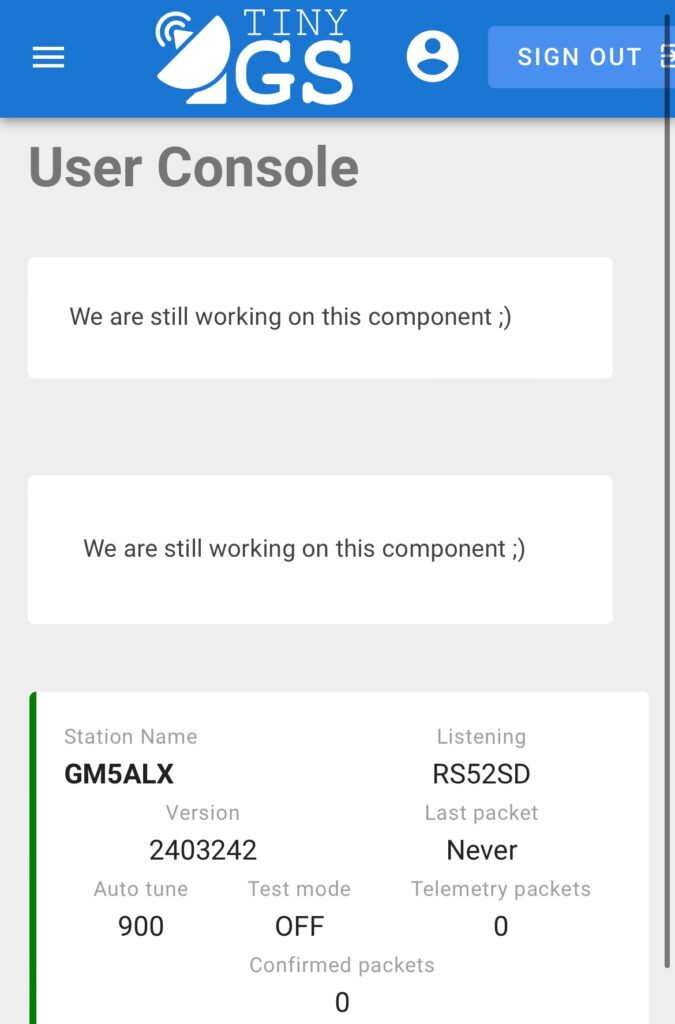 TINY
GS
SIGN OUT
User Console
We are still working on this component ;)
We are still working on this component ;)
Station Name Listening
GM5ALX RS52SD
Version Last packet
2403242 Never
Auto tune Test mode Telemetry packets
900 OFF 0
Confirmed packets
0